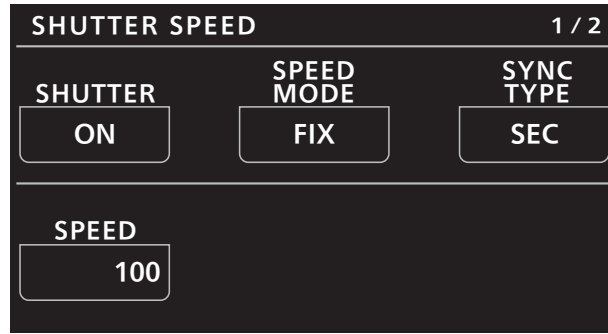 SHUTTER SPEED 1 / 2
SHUTTER SPEED MODE SYNC TYPE
ON FIX SEC
SPEED
100